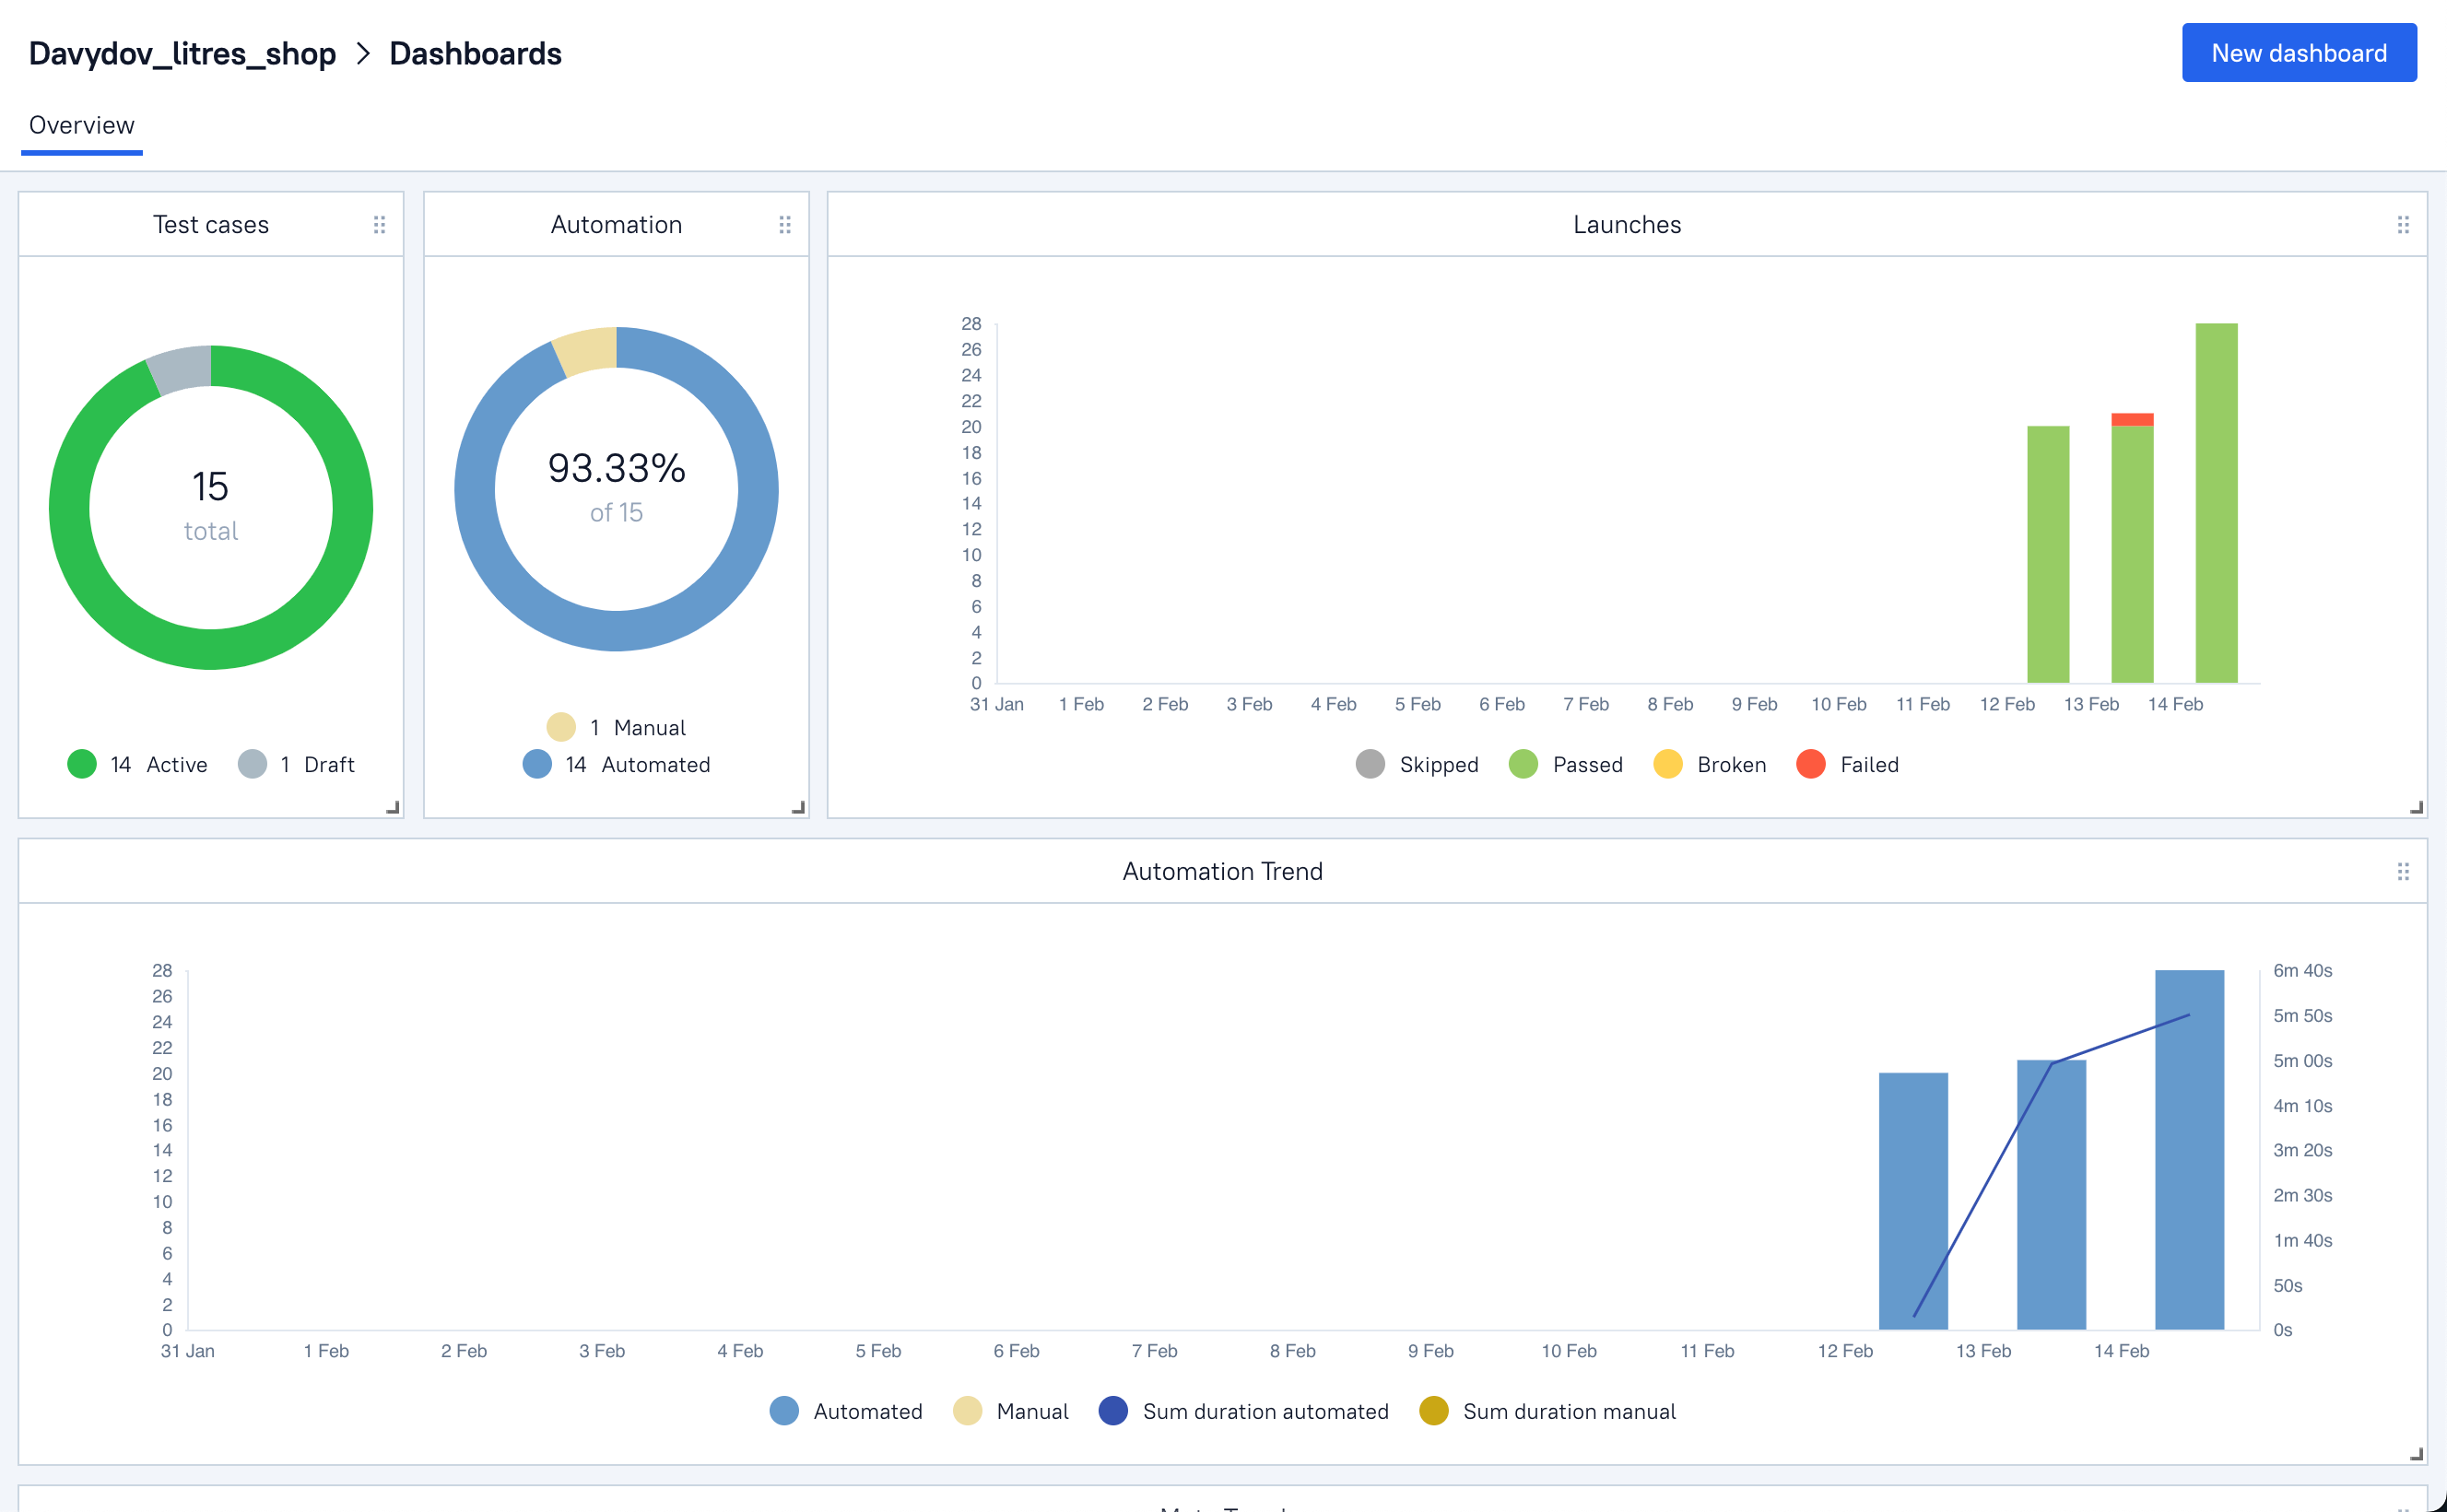 Davydov_litres_shop > Dashboards
New dashboard
Overview
Test cases
15
total
14 Active 1 Draft
Automation
93.33%
of 15
1 Manual
14 Automated
Launches
28
26
24
22
20
18
16
14
12
10
8
6
4
2
0
31 Jan 1 Feb 2 Feb 3 Feb 4 Feb 5 Feb 6 Feb 7 Feb 8 Feb 9 Feb 10 Feb 11 Feb 12 Feb 13 Feb 14 Feb
Skipped Passed Broken Failed
Automation Trend
28 6m 40s
26
24 5m 50s
22
20 5m 00s
18
16 4m 10s
14 3m 20s
12
10 2m 30s
8
6 1m 40s
4 50s
2
0 0s
31 Jan 1 Feb 2 Feb 3 Feb 4 Feb 5 Feb 6 Feb 7 Feb 8 Feb 9 Feb 10 Feb 11 Feb 12 Feb 13 Feb 14 Feb
Automated Manual Sum duration automated Sum duration manual